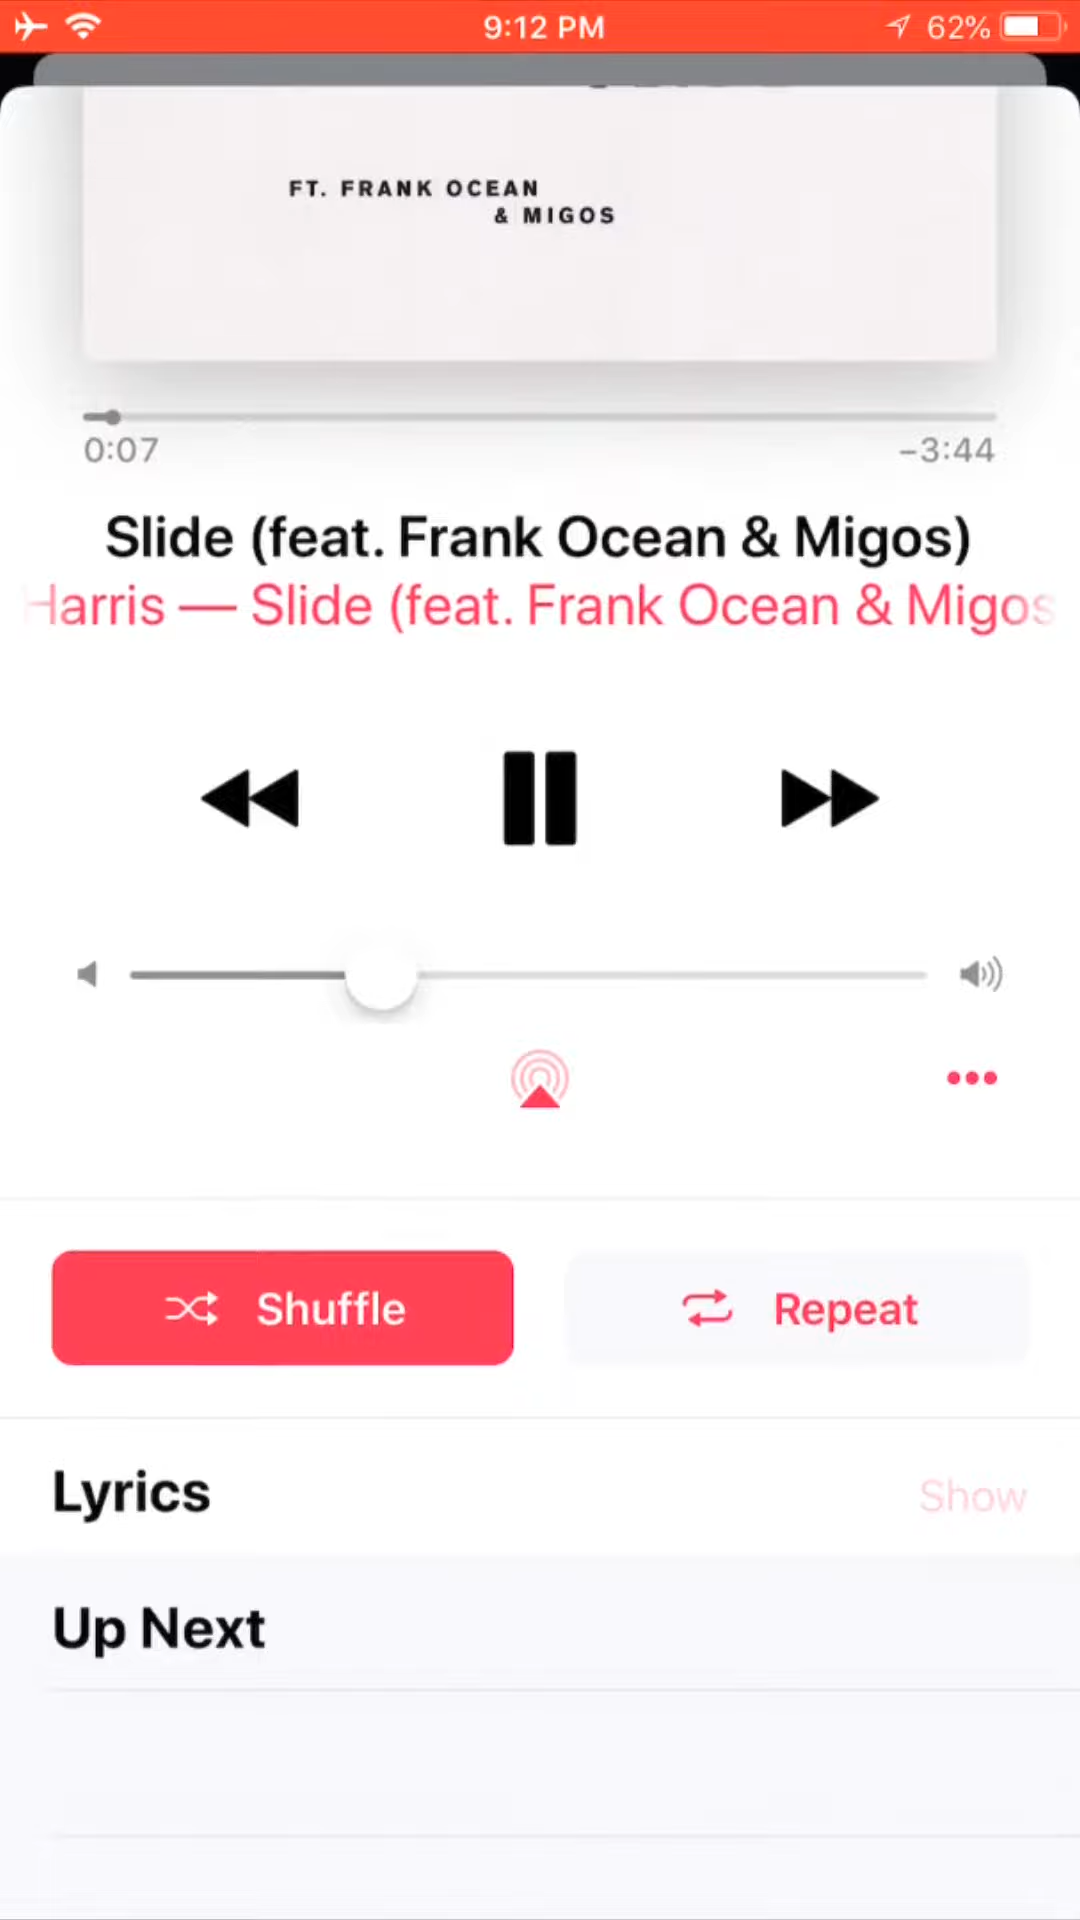 9:12 PM
62%
FT. FRANK OCEAN
& MIGOS
0:07
-3:44
Slide (feat. Frank Ocean & Migos)
Harris — Slide (feat. Frank Ocean & Migos
Shuffle
Repeat
Lyrics
Show
Up Next